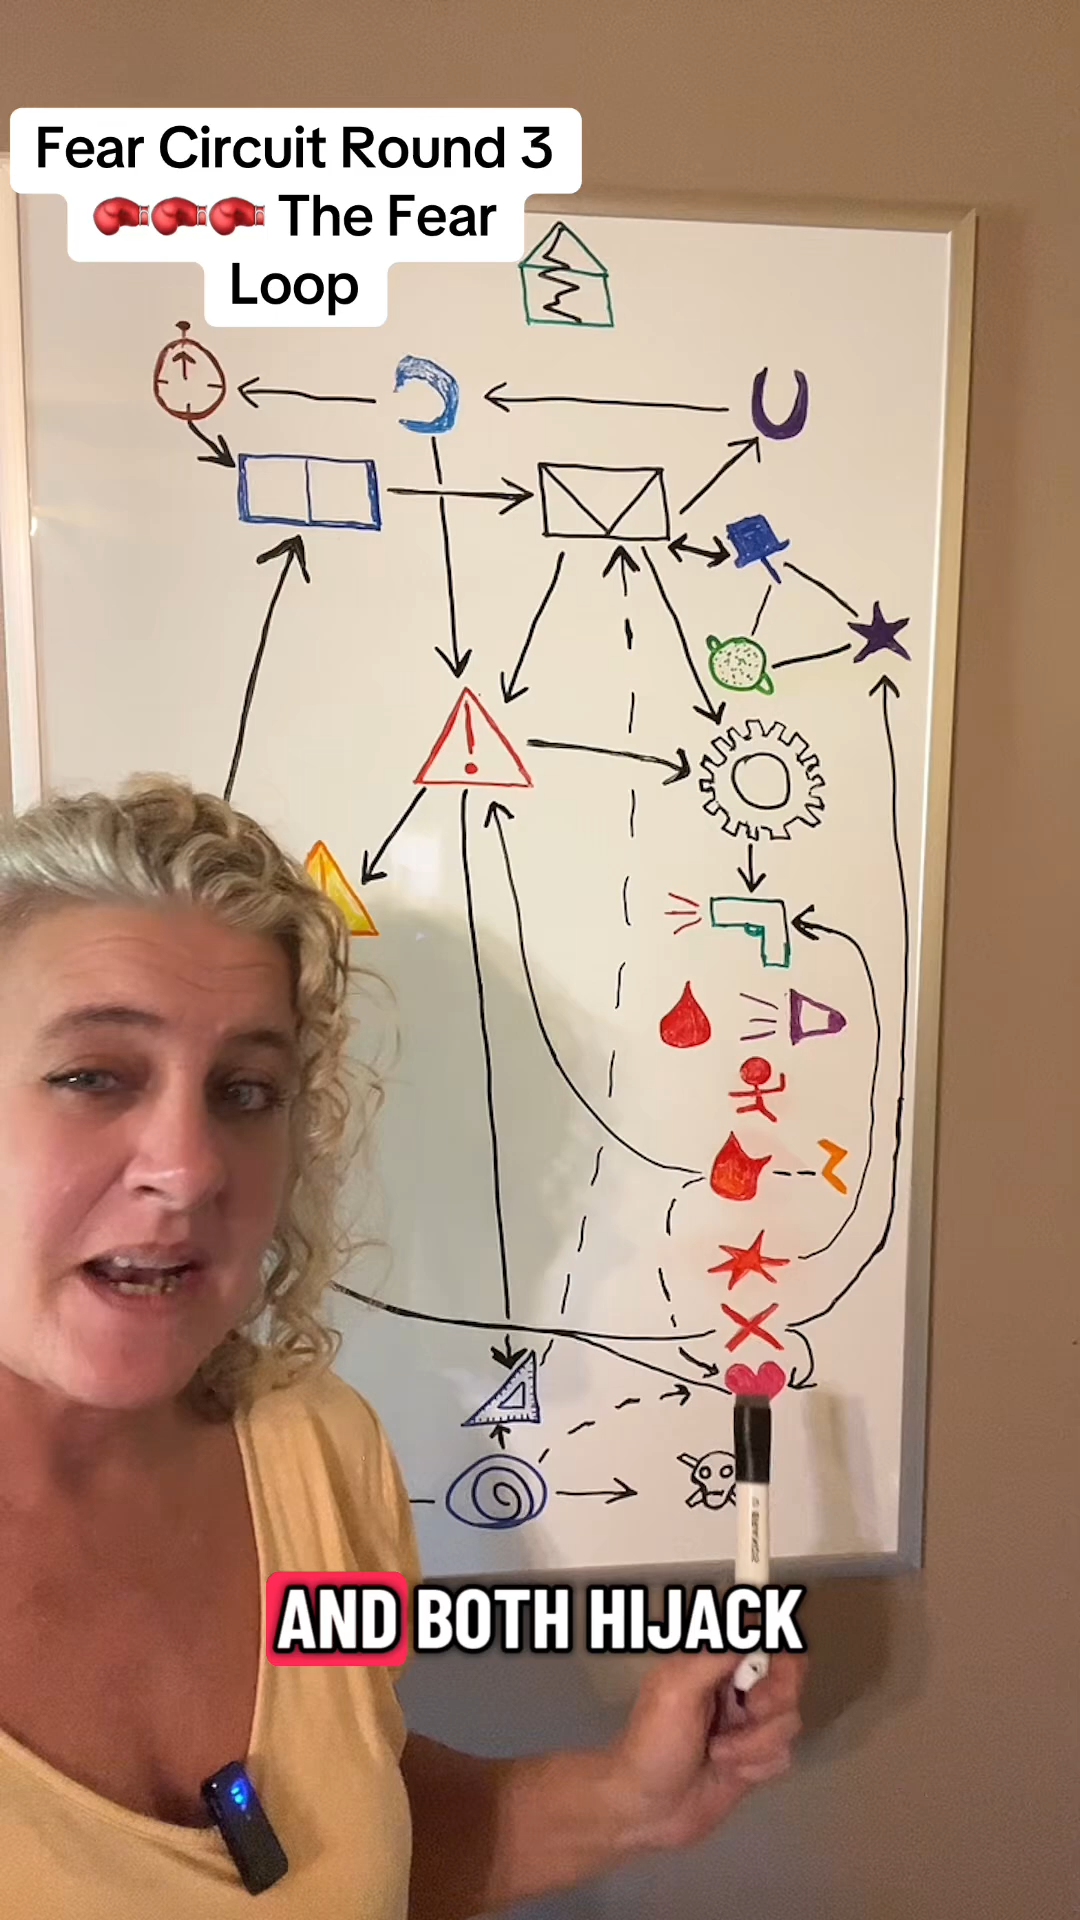 Fear Circuit Round 3
🥊🥊🥊 The Fear
Loop
AND BOTH HIJACK